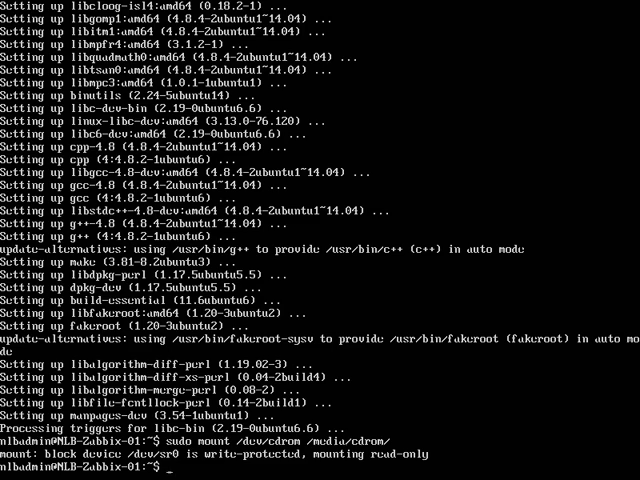 Setting up libcloog-isl4:amd64 (0.18.2-1) ...
Setting up libgomp1:amd64 (4.8.4-2ubuntu1~14.04) ...
Setting up libitm1:amd64 (4.8.4-2ubuntu1~14.04) ...
Setting up libmpfr4:amd64 (3.1.2-1) ...
Setting up libquadmath0:amd64 (4.8.4-2ubuntu1~14.04) ...
Setting up libtsan0:amd64 (4.8.4-2ubuntu1~14.04) ...
Setting up libmpc3:amd64 (1.0.1-1ubuntu1) ...
Setting up binutils (2.24-5ubuntu14) ...
Setting up libc-dev-bin (2.19-0ubuntu6.6) ...
Setting up linux-libc-dev:amd64 (3.13.0-76.120) ...
Setting up libc6-dev:amd64 (2.19-0ubuntu6.6) ...
Setting up cpp-4.8 (4.8.4-2ubuntu1~14.04) ...
Setting up cpp (4:4.8.2-1ubuntu6) ...
Setting up libgcc-4.8-dev:amd64 (4.8.4-2ubuntu1~14.04) ...
Setting up gcc-4.8 (4.8.4-2ubuntu1~14.04) ...
Setting up gcc (4:4.8.2-1ubuntu6) ...
Setting up libstdc++-4.8-dev:amd64 (4.8.4-2ubuntu1~14.04) ...
Setting up g++-4.8 (4.8.4-2ubuntu1~14.04) ...
Setting up g++ (4:4.8.2-1ubuntu6) ...
update-alternatives: using /usr/bin/g++ to provide /usr/bin/c++ (c++) in auto mode
Setting up make (3.81-8.2ubuntu3) ...
Setting up libdpkg-perl (1.17.5ubuntu5.5) ...
Setting up dpkg-dev (1.17.5ubuntu5.5) ...
Setting up build-essential (11.6ubuntu6) ...
Setting up libfakeroot:amd64 (1.20-3ubuntu2) ...
Setting up fakeroot (1.20-3ubuntu2) ...
update-alternatives: using /usr/bin/fakeroot-sysv to provide /usr/bin/fakeroot (fakeroot) in auto mo
de
Setting up libalgorithm-diff-perl (1.19.02-3) ...
Setting up libalgorithm-diff-xs-perl (0.04-2build4) ...
Setting up libalgorithm-merge-perl (0.08-2) ...
Setting up libfile-fcntllock-perl (0.14-2build1) ...
Setting up manpages-dev (3.54-1ubuntu1) ...
Processing triggers for libc-bin (2.19-0ubuntu6.6) ...
nlbadmin@NLB-Zabbix-01:~$ sudo mount /dev/cdrom /media/cdrom/
mount: block device /dev/sr0 is write-protected, mounting read-only
nlbadmin@NLB-Zabbix-01:~$ _